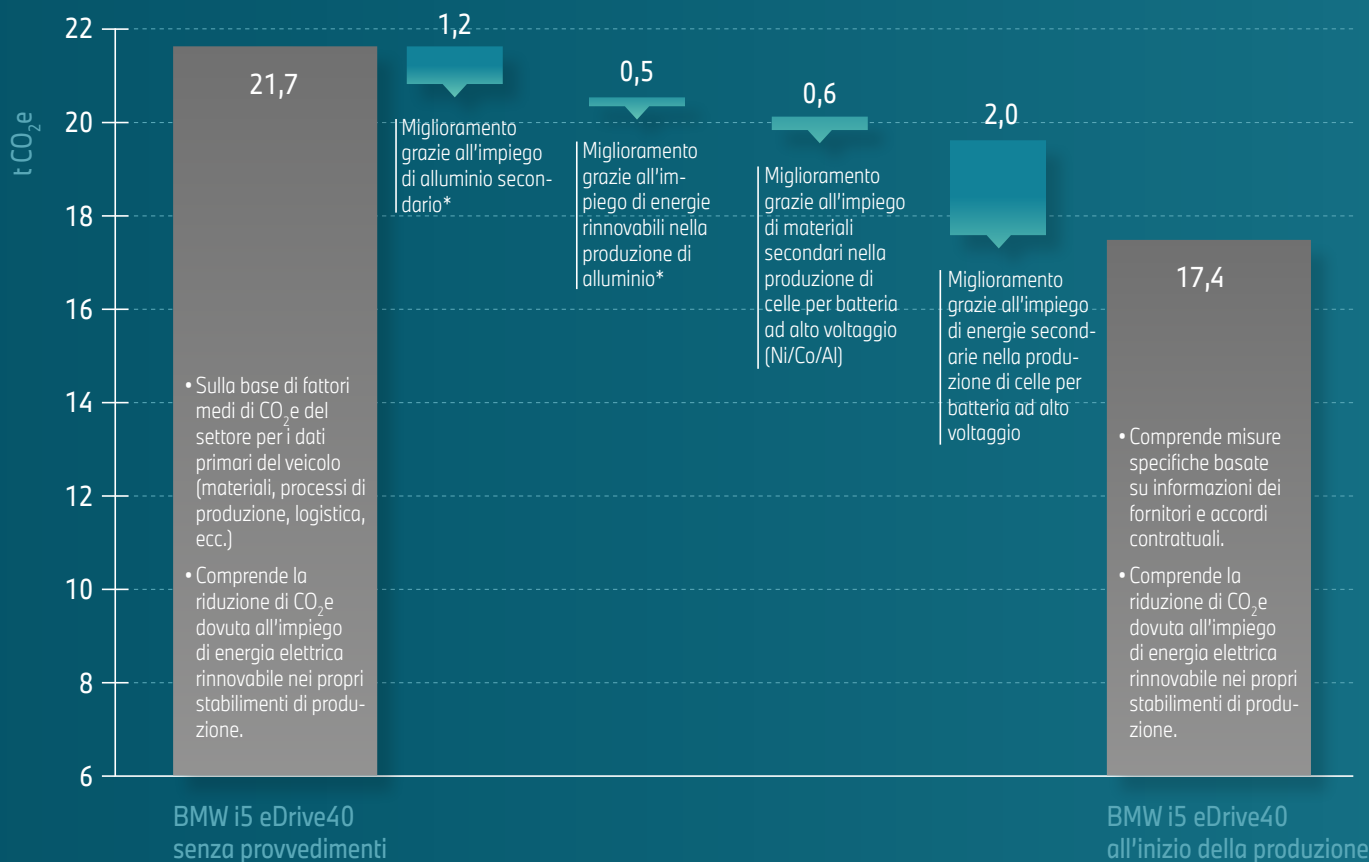 t CO₂e
22
20
18
16
14
12
10
8
6
21,7
• Sulla base di fattori
medi di CO₂e del
settore per i dati
primari del veicolo
(materiali, processi di
produzione, logistica,
ecc.)
• Comprende la
riduzione di CO₂e
dovuta all'impiego
di energia elettrica
rinnovabile nei propri
stabilimenti di produ-
zione.
BMW i5 eDrive40
senza provvedimenti
1,2
Miglioramento
grazie all'impiego
di alluminio secon-
dario*
0,5
Miglioramento
grazie all'im-
piego di energie
rinnovabili nella
produzione di
alluminio*
0,6
Miglioramento
grazie all'impiego
di materiali
secondari nella
produzione di
celle per batteria
ad alto voltaggio
(Ni/Co/Al)
2,0
Miglioramento
grazie all'impiego
di energie second-
arie nella produ-
zione di celle per
batteria ad alto
voltaggio
17,4
• Comprende misure
specifiche basate
su informazioni dei
fornitori e accordi
contrattuali.
• Comprende la
riduzione di CO₂e
dovuta all'impiego
di energia elettrica
rinnovabile nei propri
stabilimenti di produ-
zione.
BMW i5 eDrive40
all'inizio della produzione